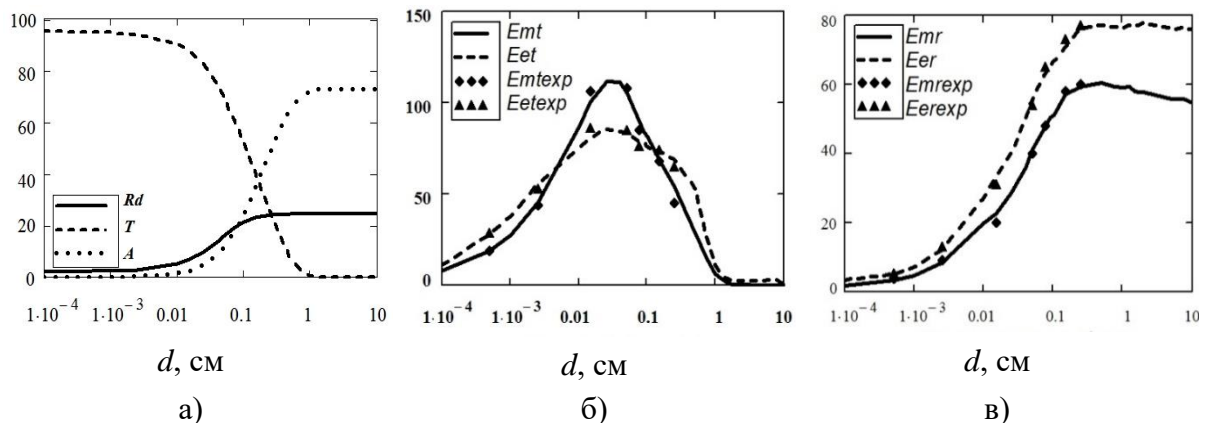 100
80
60
40
20
0
Rd
T
A
1·10⁻⁴ 1·10⁻³ 0.01 0.1 1 10
d, см
а)
150
100
50
0
Emt
Eet
Emtexp
Eetexp
1·10⁻⁴ 1·10⁻³ 0.01 0.1 1 10
d, см
б)
80
60
40
20
0
Emr
Eer
Emrexp
Eerexp
1·10⁻⁴ 1·10⁻³ 0.01 0.1 1 10
d, см
в)